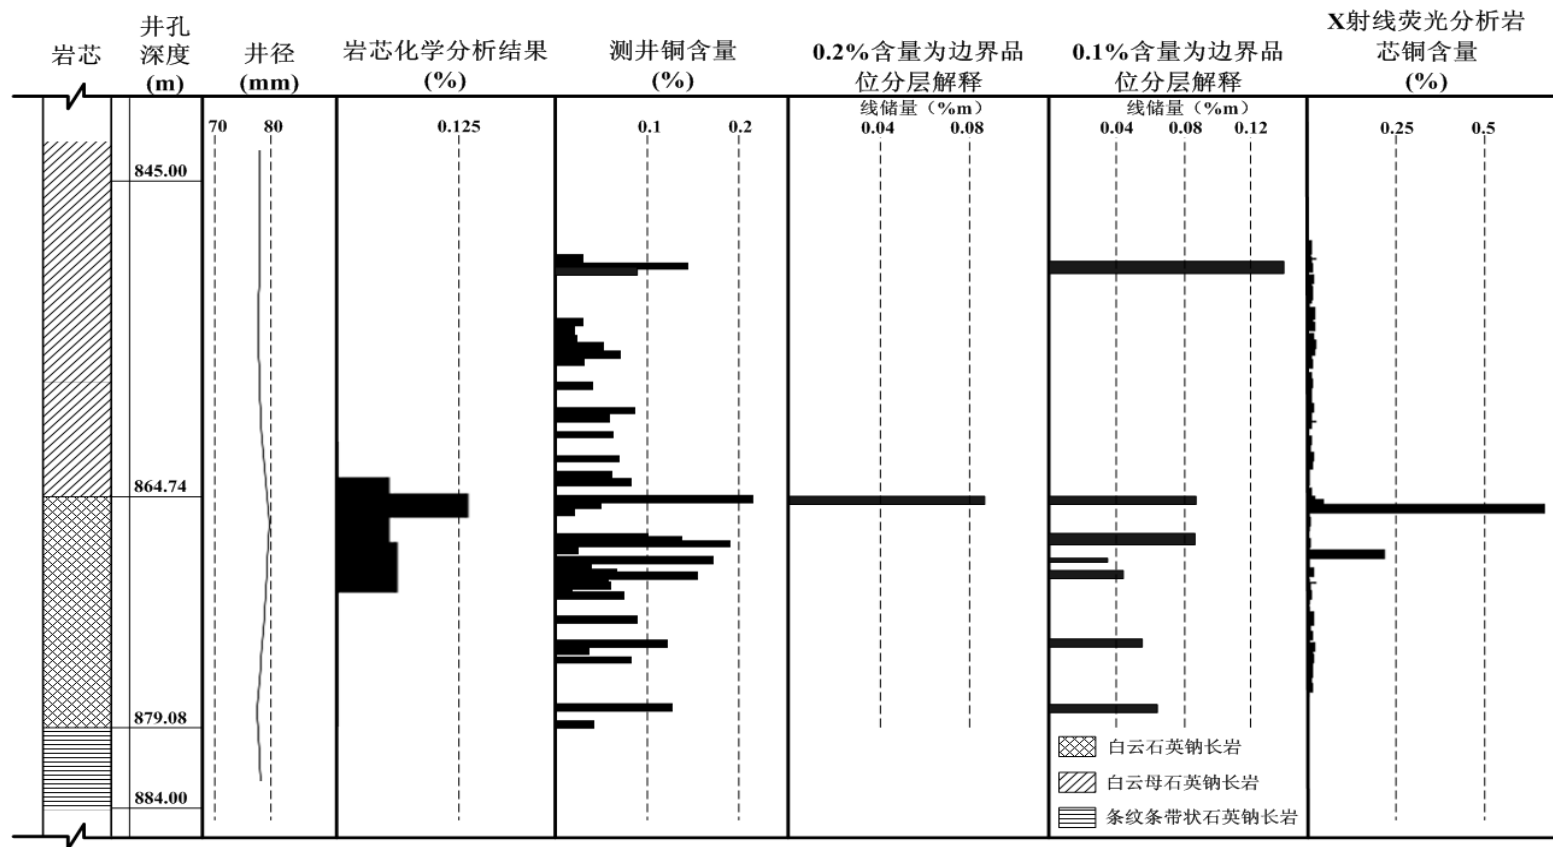 岩芯
井孔
深度
(m)
井径
(mm)
岩芯化学分析结果
(%)
测井铜含量
(%)
0.2%含量为边界品
位分层解释
0.1%含量为边界品
位分层解释
X射线荧光分析岩
芯铜含量
(%)
线储量（%m）
线储量（%m）
70 80 0.125 0.1 0.2 0.04 0.08 0.04 0.08 0.12 0.25 0.5
845.00
864.74
879.08
884.00
白云石英钠长岩
白云母石英钠长岩
条纹条带状石英钠长岩